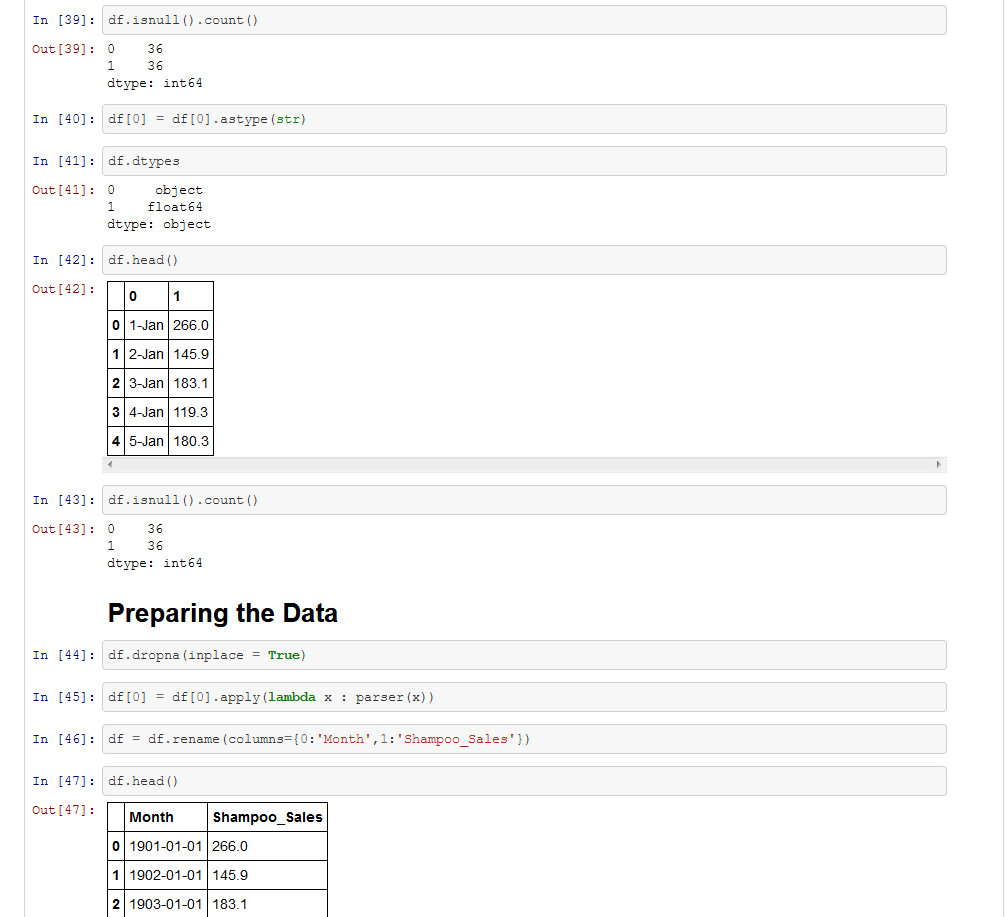 In [39]: df.isnull().count()
Out[39]: 0 36
1 36
dtype: int64
In [40]: df[0] = df[0].astype(str)
In [41]: df.dtypes
Out[41]: 0 object
1 float64
dtype: object
In [42]: df.head()
Out[42]: 0 1
0 1-Jan 266.0
1 2-Jan 145.9
2 3-Jan 183.1
3 4-Jan 119.3
4 5-Jan 180.3
In [43]: df.isnull().count()
Out[43]: 0 36
1 36
dtype: int64
Preparing the Data
In [44]: df.dropna(inplace = True)
In [45]: df[0] = df[0].apply(lambda x : parser(x))
In [46]: df = df.rename(columns={0:'Month',1:'Shampoo_Sales'})
In [47]: df.head()
Out[47]: Month Shampoo_Sales
0 1901-01-01 266.0
1 1902-01-01 145.9
2 1903-01-01 183.1